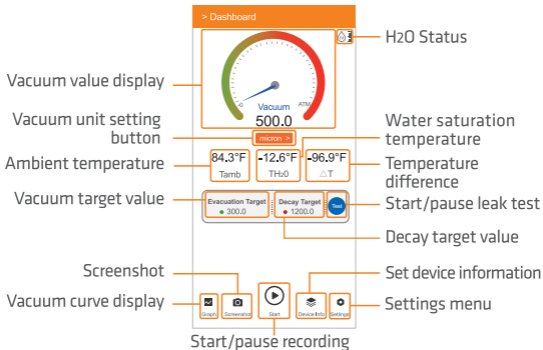 > Dashboard
H2O Status
Vacuum value display
0
ATM
Vacuum
500.0
Vacuum unit setting
button
micron >
Water saturation
temperature
Ambient temperature
84.3°F
Tamb
-12.6°F
TH20
-96.9°F
△T
Temperature
difference
Vacuum target value
Evacuation Target
300.0
Decay Target
1200.0
Test
Start/pause leak test
Decay target value
Screenshot
Set device information
Vacuum curve display
Graph
Screenshot
Start
Device Info
Settings
Settings menu
Start/pause recording